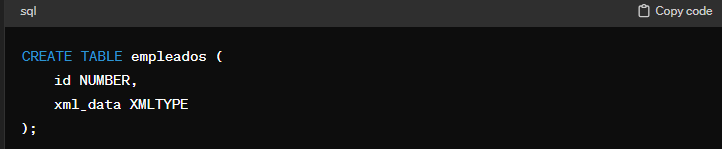 sql
Copy code
CREATE TABLE empleados (
    id NUMBER,
    xml_data XMLTYPE
);